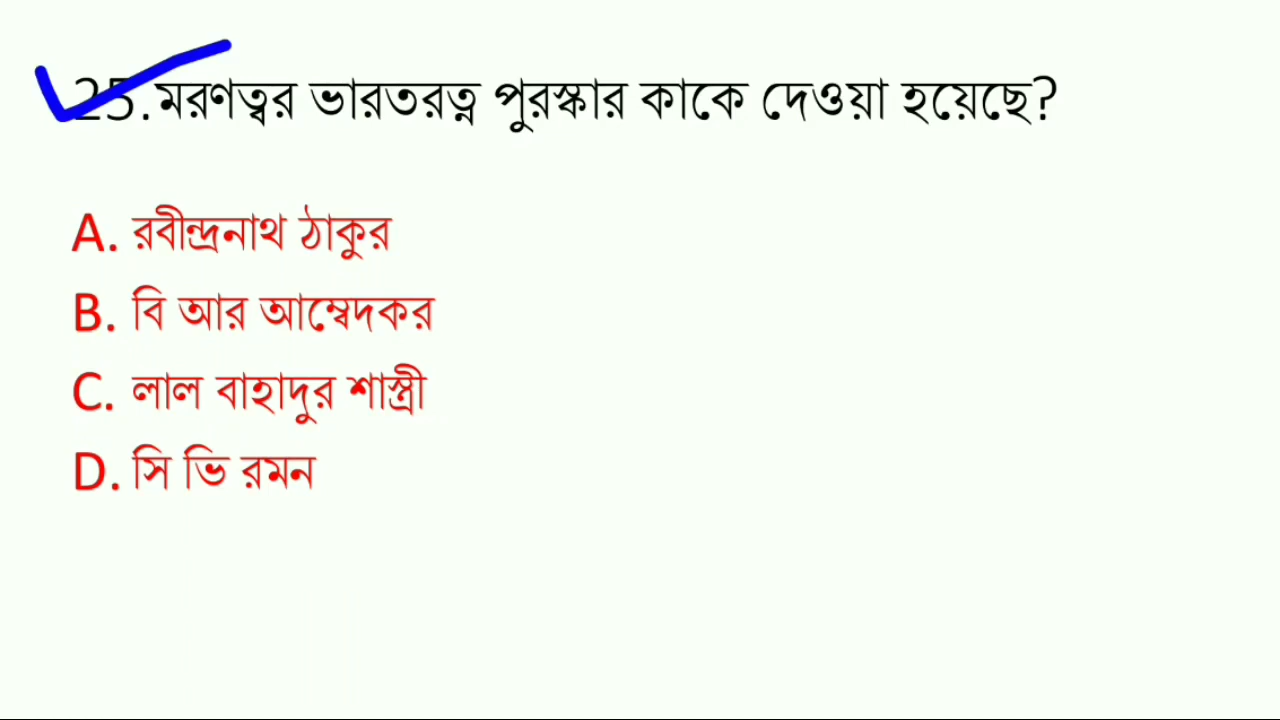 25.মরণত্বর ভারতরত্ন পুরস্কার কাকে দেওয়া হয়েছে?
A. রবীন্দ্রনাথ ঠাকুর
B. বি আর আম্বেদকর
C. লাল বাহাদুর শাস্ত্রী
D. সি ভি রমন